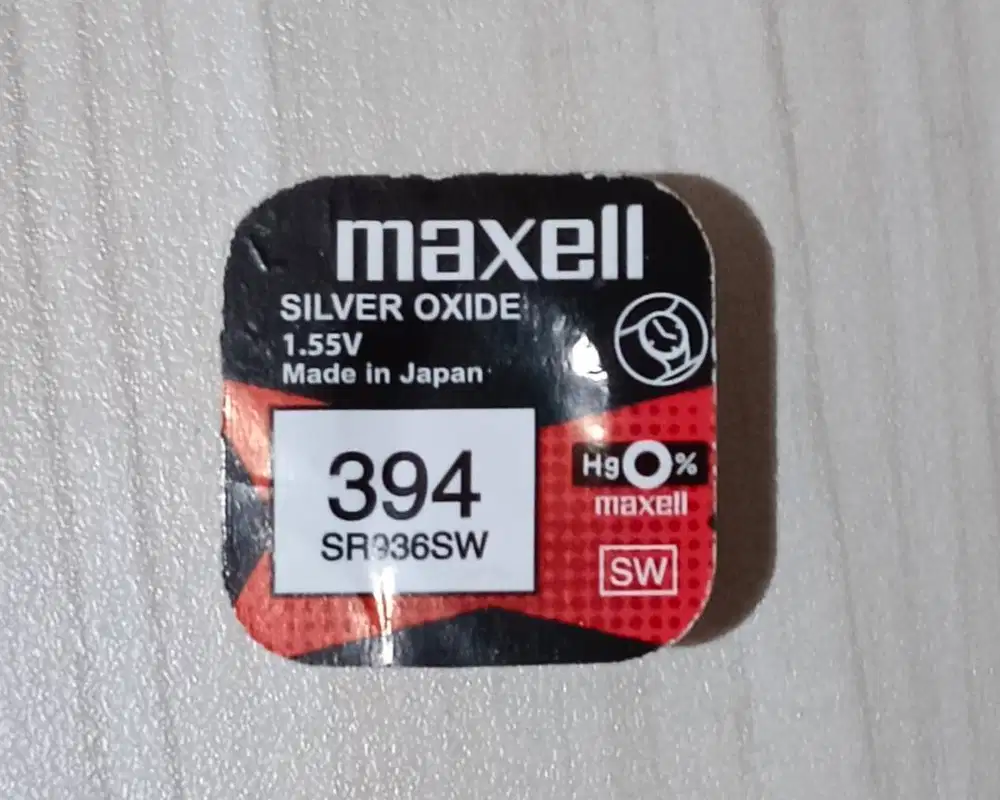 maxell
SILVER OXIDE
1.55V
Made in Japan
394
SR936SW
Hg0%
maxell
SW